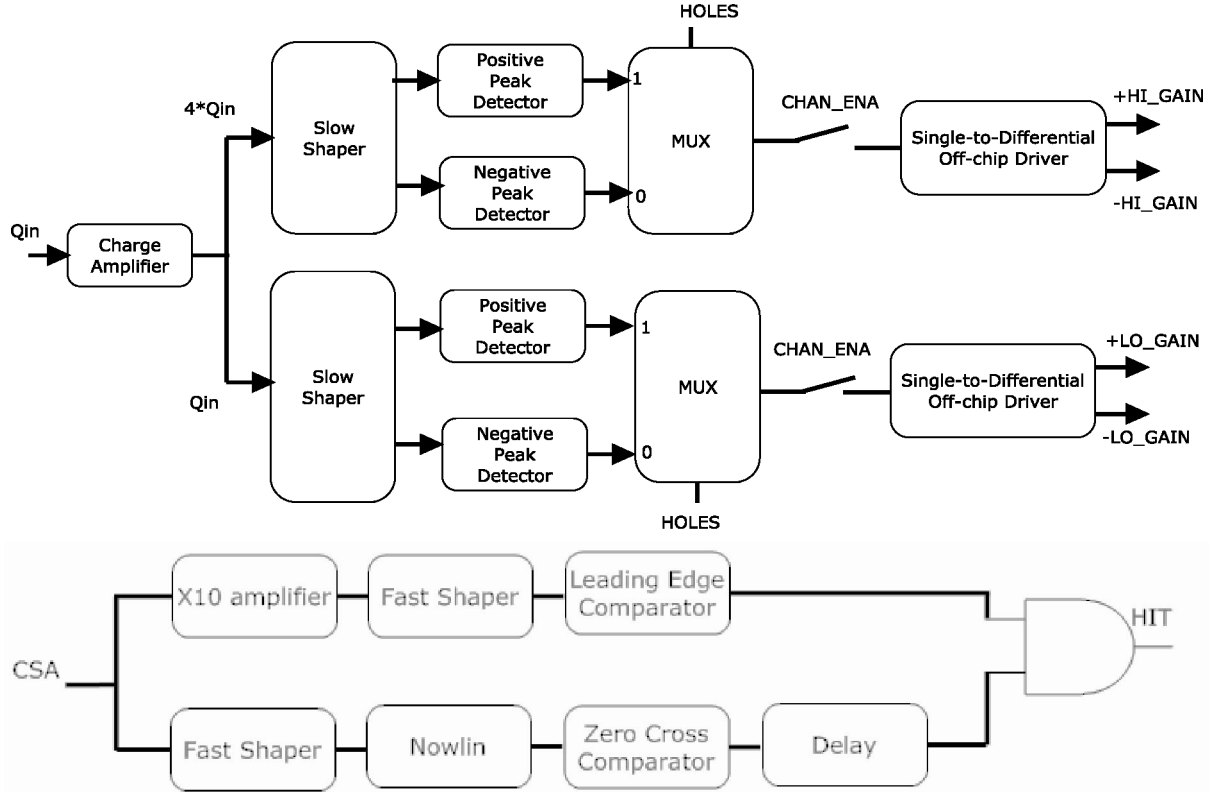 HOLES
Positive
Peak
Detector
1
4*Qin
CHAN_ENA
+HI_GAIN
Slow
Shaper
MUX
Single-to-Differential
Off-chip Driver
Negative
Peak
Detector
0
-HI_GAIN
Qin
Charge
Amplifier
Positive
Peak
Detector
1
CHAN_ENA
+LO_GAIN
Slow
Shaper
MUX
Single-to-Differential
Off-chip Driver
Qin
Negative
Peak
Detector
0
-LO_GAIN
HOLES
X10 amplifier
Fast Shaper
Leading Edge
Comparator
HIT
CSA
Fast Shaper
Nowlin
Zero Cross
Comparator
Delay